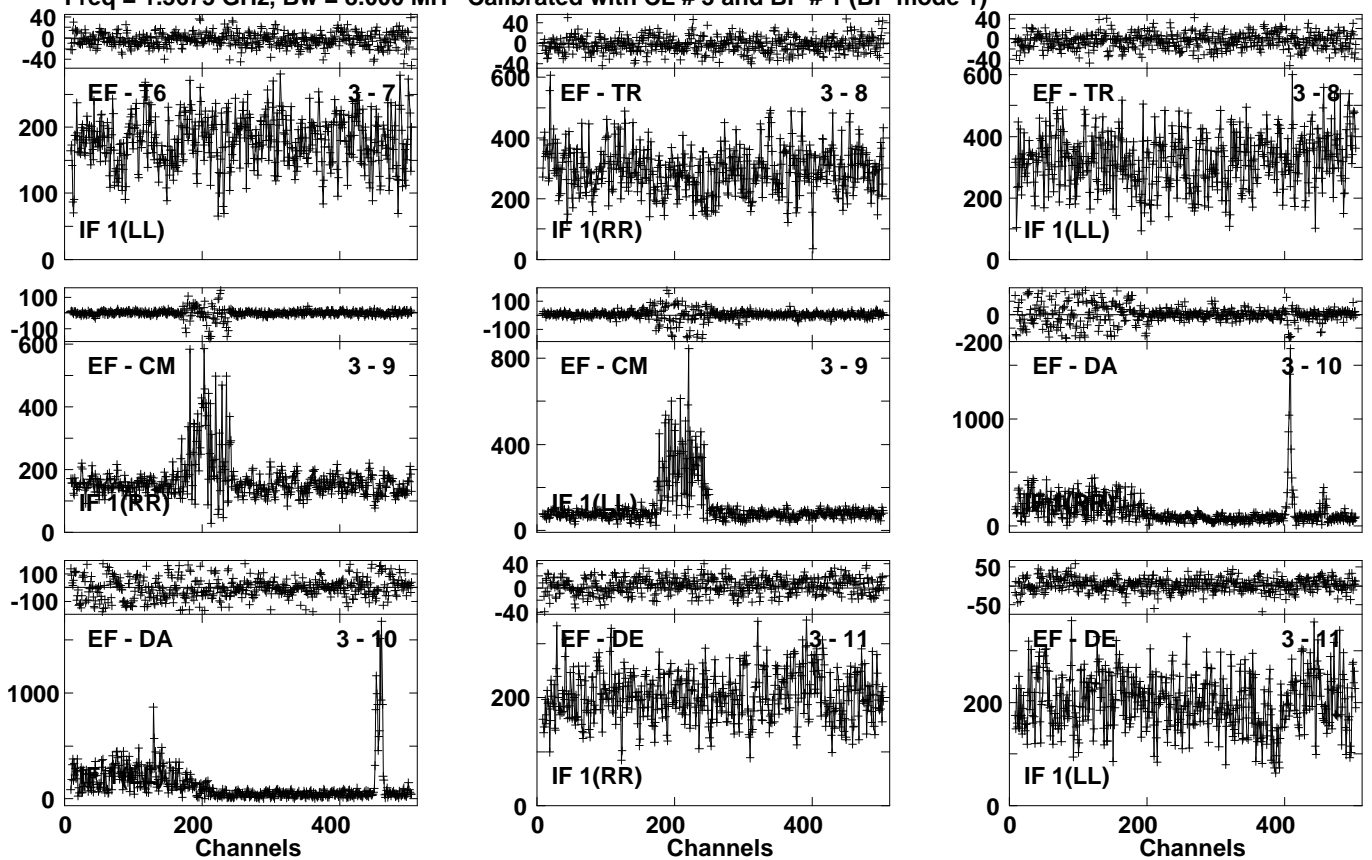 Calibrated with CL # 3 and BP # 1 (BP mode 1)
40
0
-40
EF - T6 3 - 7
200
100
0
IF 1(LL)
40
0
-40
600
EF - TR 3 - 8
400
200
0
IF 1(RR)
40
0
-40
600
EF - TR 3 - 8
400
200
0
IF 1(LL)
100
0
-100
600
EF - CM 3 - 9
400
200
0
IF 1(RR)
100
0
-100
800
EF - CM 3 - 9
400
0
IF 1(LL)
0
-200
EF - DA 3 - 10
1000
0
100
-100
EF - DA 3 - 10
1000
0
0 200 400
Channels
40
0
-40
EF - DE 3 - 11
200
0
IF 1(RR)
0 200 400
Channels
50
0
-50
EF - DE 3 - 11
200
0
IF 1(LL)
0 200 400
Channels